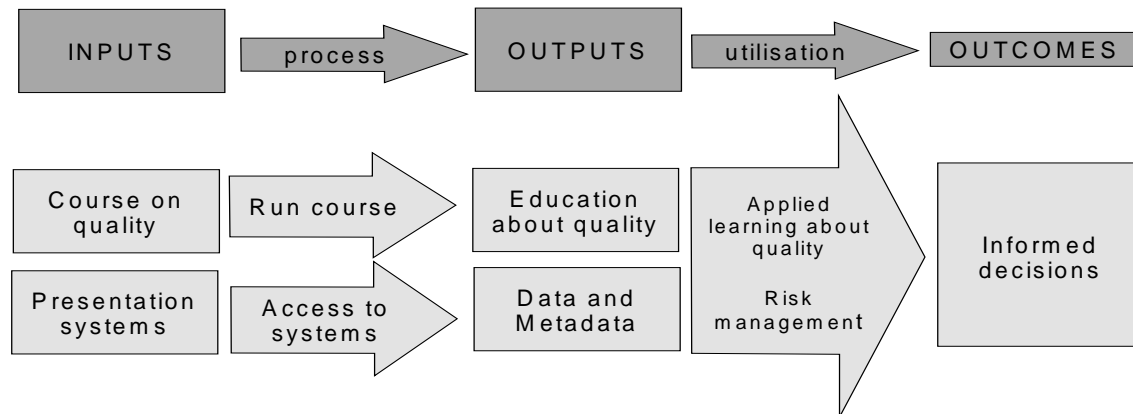 INPUTS
process
OUTPUTS
utilisation
OUTCOMES
Course on
quality
Run course
Education
about quality
Presentation
systems
Access to
systems
Data and
Metadata
Applied
learning about
quality
Risk
management
Informed
decisions